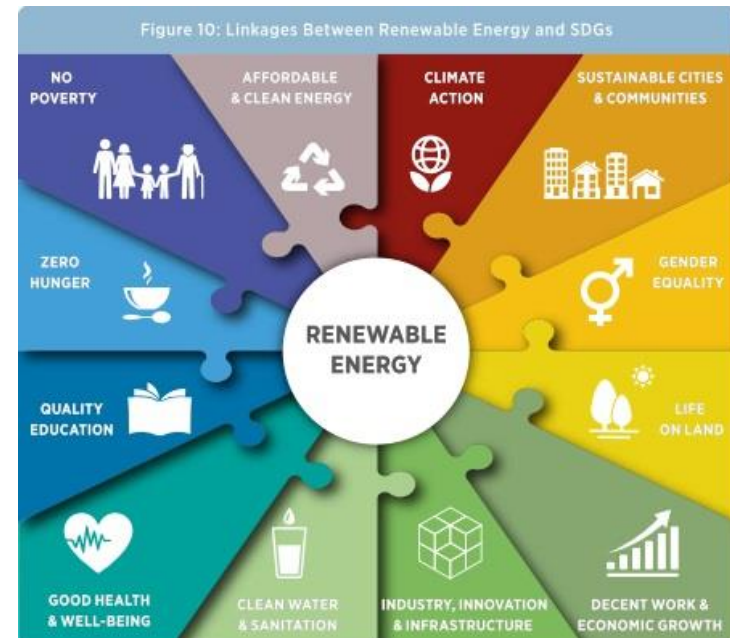 Figure 10: Linkages Between Renewable Energy and SDGs
NO
POVERTY
AFFORDABLE
& CLEAN ENERGY
CLIMATE
ACTION
SUSTAINABLE CITIES
& COMMUNITIES
ZERO
HUNGER
GENDER
EQUALITY
RENEWABLE
ENERGY
QUALITY
EDUCATION
LIFE
ON LAND
GOOD HEALTH
& WELL-BEING
CLEAN WATER
& SANITATION
INDUSTRY, INNOVATION
& INFRASTRUCTURE
DECENT WORK &
ECONOMIC GROWTH